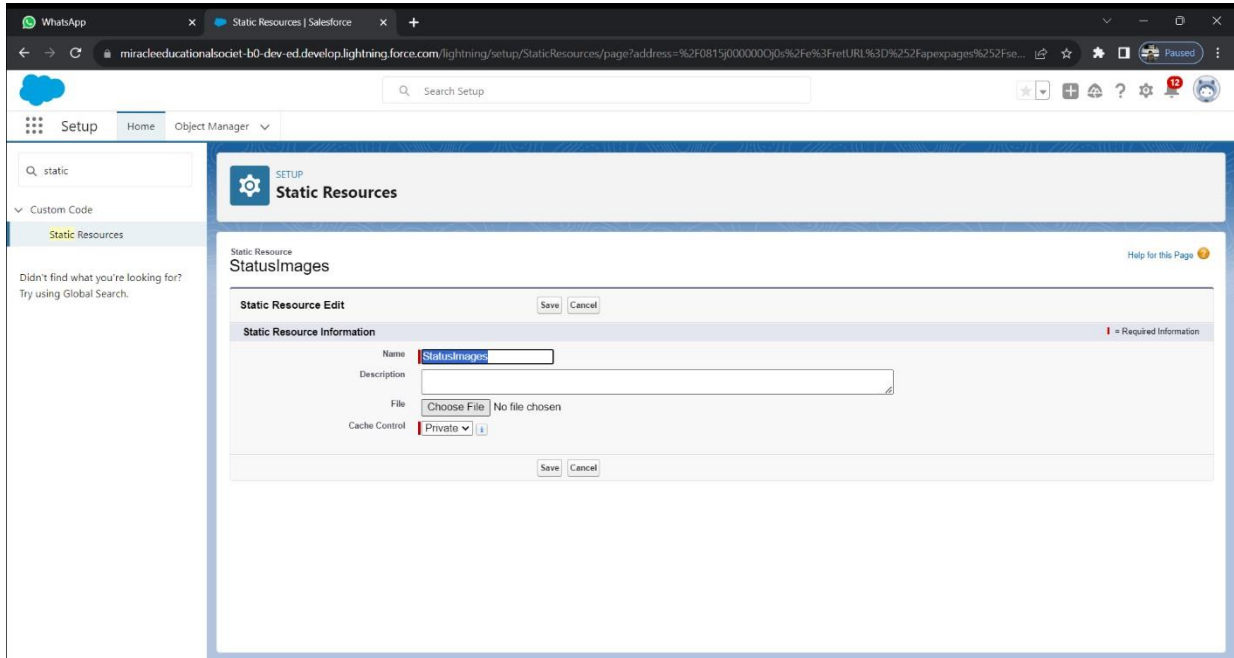 WhatsApp
Static Resources | Salesforce
miracleeducationalsociet-b0-dev-ed.develop.lightning.force.com/lightning/setup/StaticResources/page?address=%2F0815j000000Oj0s%2Fe%3FretURL%3D%252Fapexpages%252Fse...
Paused
Search Setup
12
Setup Home Object Manager
static
Custom Code
Static Resources
Didn't find what you're looking for?
Try using Global Search.
SETUP
Static Resources
Static Resource
StatusImages
Help for this Page
Static Resource Edit Save Cancel
Static Resource Information = Required Information
Name StatusImages
Description
File Choose File No file chosen
Cache Control Private i
Save Cancel